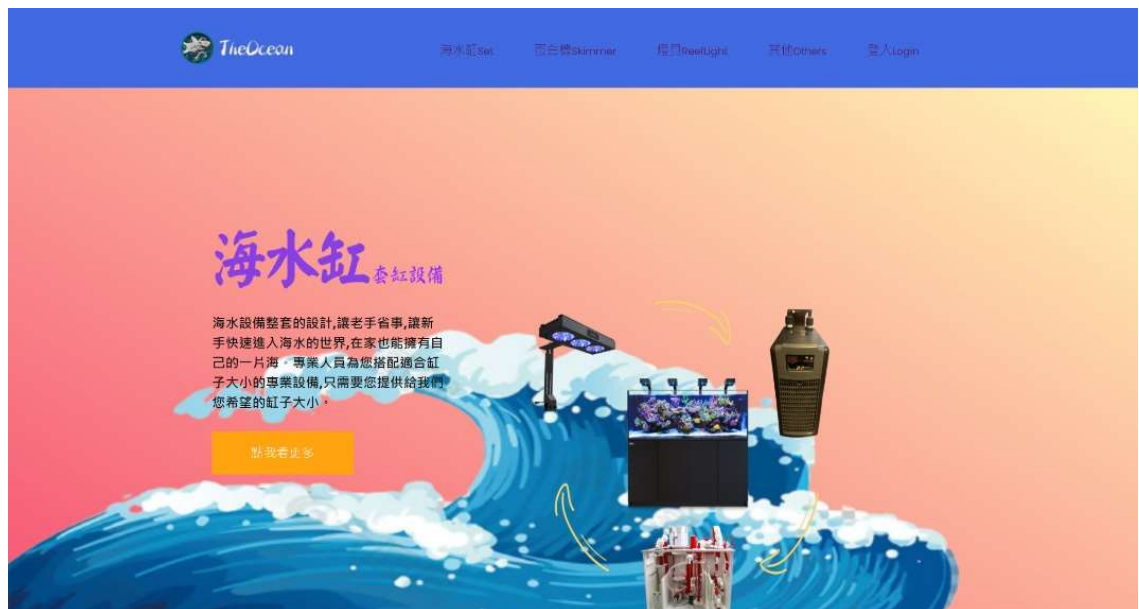 TheOcean
海水缸Set
蛋白機Skimmer
燈具ReefLight
其他Others
登入Login
海水缸套缸設備
海水設備整套的設計,讓老手省事,讓新
手快速進入海水的世界,在家也能擁有自
己的一片海。專業人員為您搭配適合缸
子大小的專業設備,只需要您提供給我們
您希望的缸子大小。
點我看更多